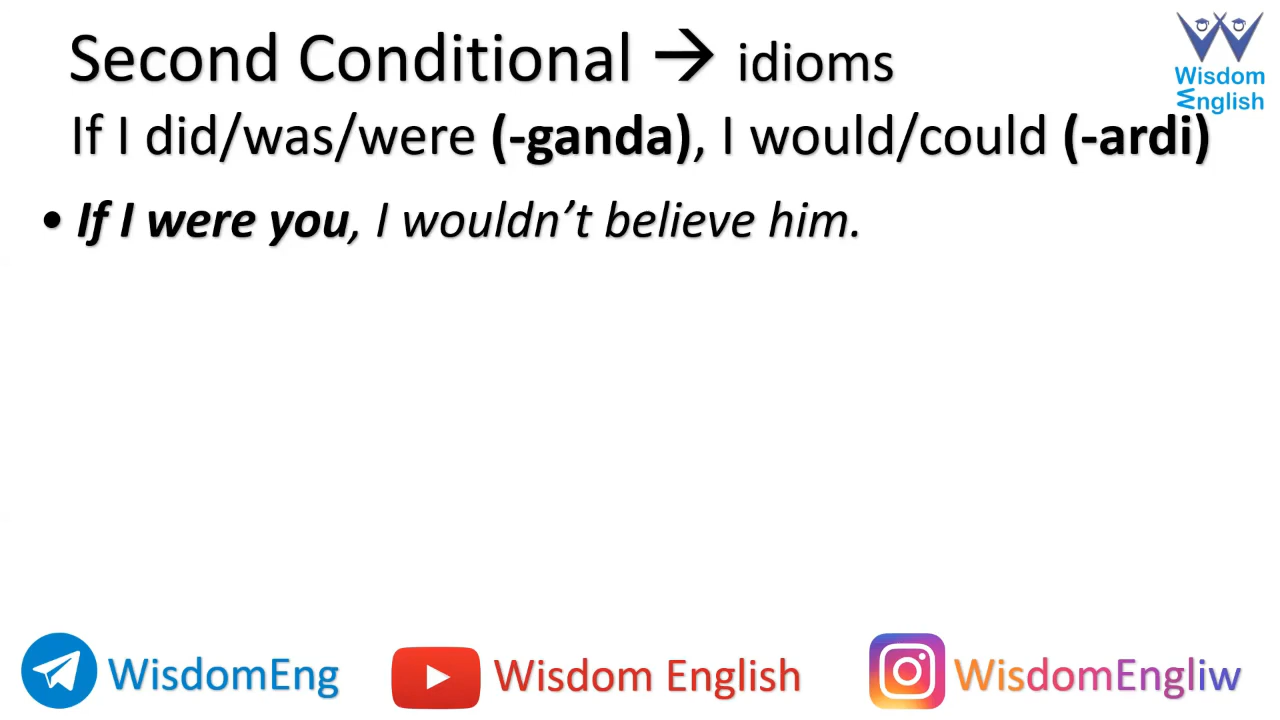 Second Conditional → idioms
Wisdom
English
If I did/was/were (-ganda), I would/could (-ardi)
• If I were you, I wouldn’t believe him.
WisdomEng
Wisdom English
WisdomEngliw